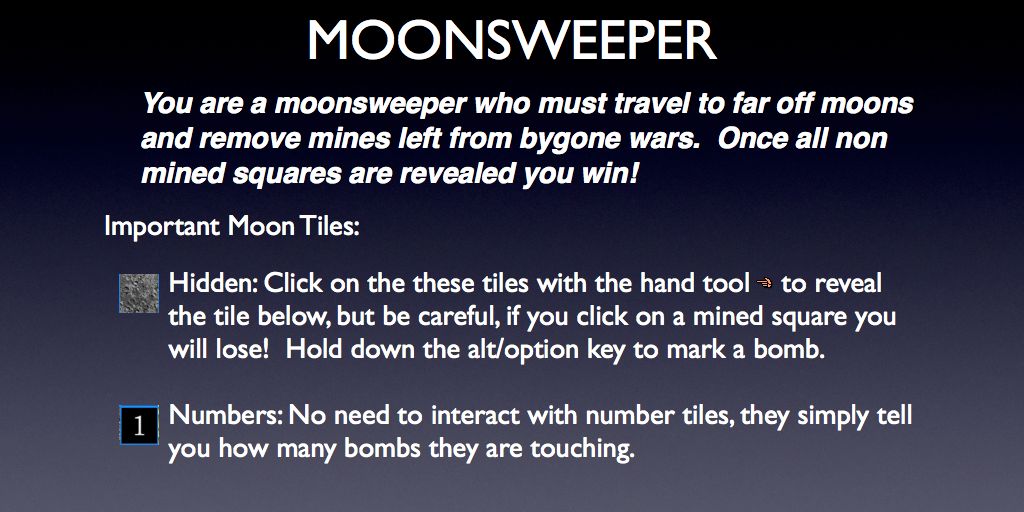 MOONSWEEPER
You are a moonsweeper who must travel to far off moons
and remove mines left from bygone wars.  Once all non
mined squares are revealed you win!
Important Moon Tiles:
Hidden: Click on the these tiles with the hand tool to reveal
the tile below, but be careful, if you click on a mined square you
will lose!  Hold down the alt/option key to mark a bomb.
1
Numbers: No need to interact with number tiles, they simply tell
you how many bombs they are touching.